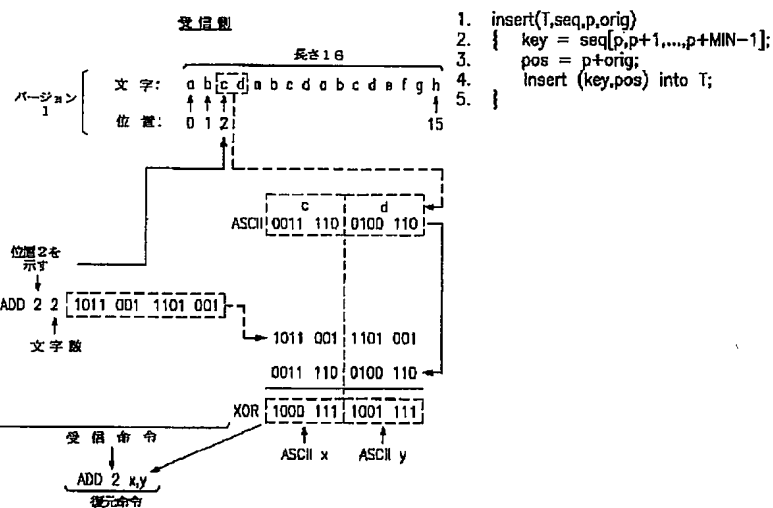 受信側
長さ16
バージョン
1
文字: a b c d a b c d a b c d e f g h
位置: 0 1 2 15
c d
ASCII 0011 110 0100 110
位置2を
示す
ADD 2 2 1011 001 1101 001
文字数
1011 001 1101 001
0011 110 0100 110
XOR 1000 111 1001 111
受信命令
ASCII x ASCII y
ADD 2 x,y
復元命令
1. insert(T,seq,p,orig)
2. { key = seq[p,p+1,...,p+MIN-1];
3. pos = p+orig;
4. Insert (key,pos) into T;
5. }